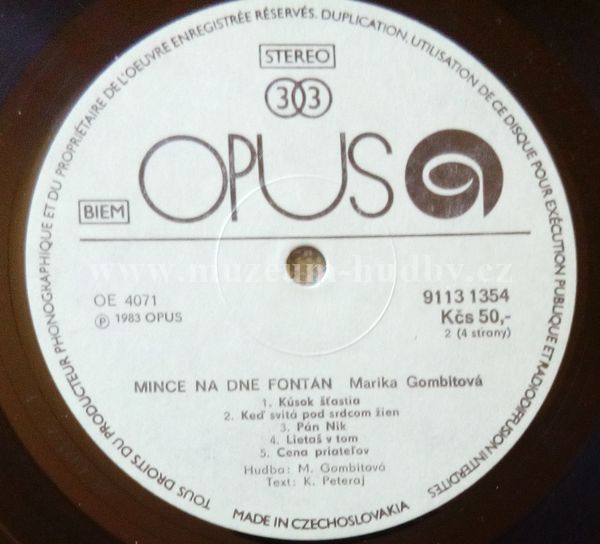 TOUS DROITS DU PRODUCTEUR PHONOGRAPHIQUE ET DU PROPRIÉTAIRE DE L'OEUVRE ENREGISTRÉE RÉSERVÉS. DUPLICATION, UTILISATION DE CE DISQUE POUR EXÉCUTION PUBLIQUE ET RADIODIFFUSION INTERDITES
STEREO
33
OPUS
BIEM
www.muzeum-hudby.cz
OE 4071
9113 1354
℗ 1983 OPUS
Kčs 50,-
2 (4 strany)
MINCE NA DNE FONTÁN Marika Gombitová
1. Kúsok šťastia
2. Keď svitá pod srdcom žien
3. Pán Nik
4. Lietaš v tom
5. Cena priateľov
Hudba: M. Gombitová
Text: K. Peteraj
MADE IN CZECHOSLOVAKIA